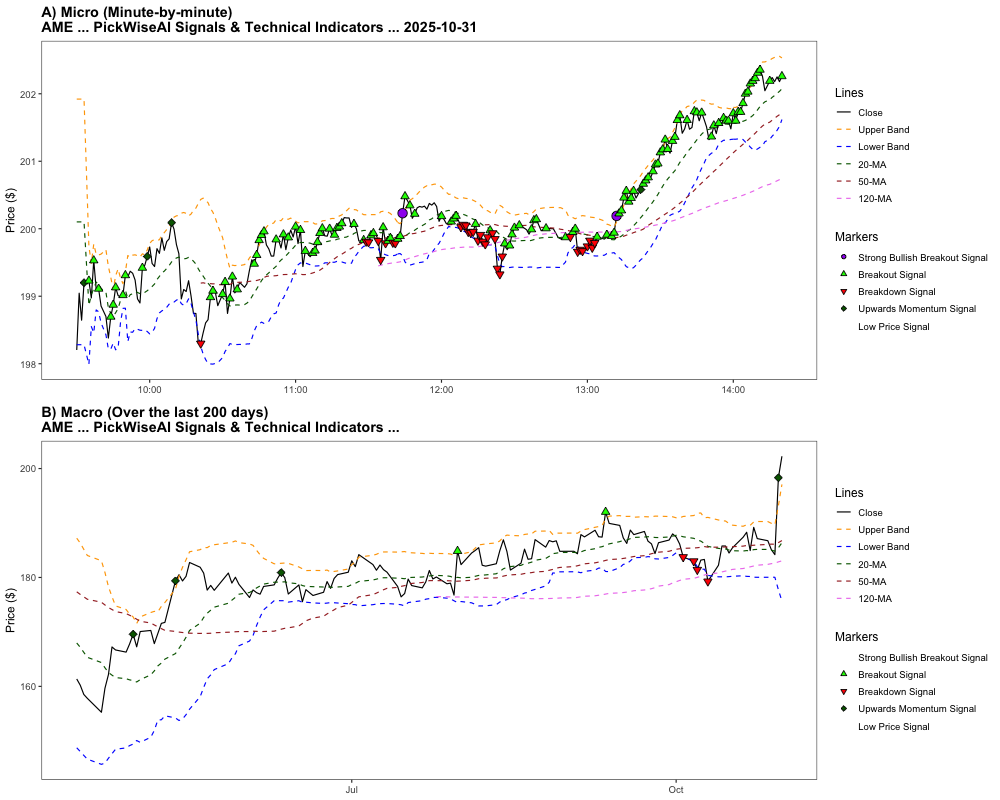 A) Micro (Minute-by-minute)
AME ... PickWiseAI Signals & Technical Indicators ... 2025-10-31
Price ($)
202
201
200
199
198
10:00
11:00
12:00
13:00
14:00
Lines
Close
Upper Band
Lower Band
20-MA
50-MA
120-MA
Markers
Strong Bullish Breakout Signal
Breakout Signal
Breakdown Signal
Upwards Momentum Signal
Low Price Signal
B) Macro (Over the last 200 days)
AME ... PickWiseAI Signals & Technical Indicators ...
Price ($)
200
180
160
Jul
Oct
Lines
Close
Upper Band
Lower Band
20-MA
50-MA
120-MA
Markers
Strong Bullish Breakout Signal
Breakout Signal
Breakdown Signal
Upwards Momentum Signal
Low Price Signal